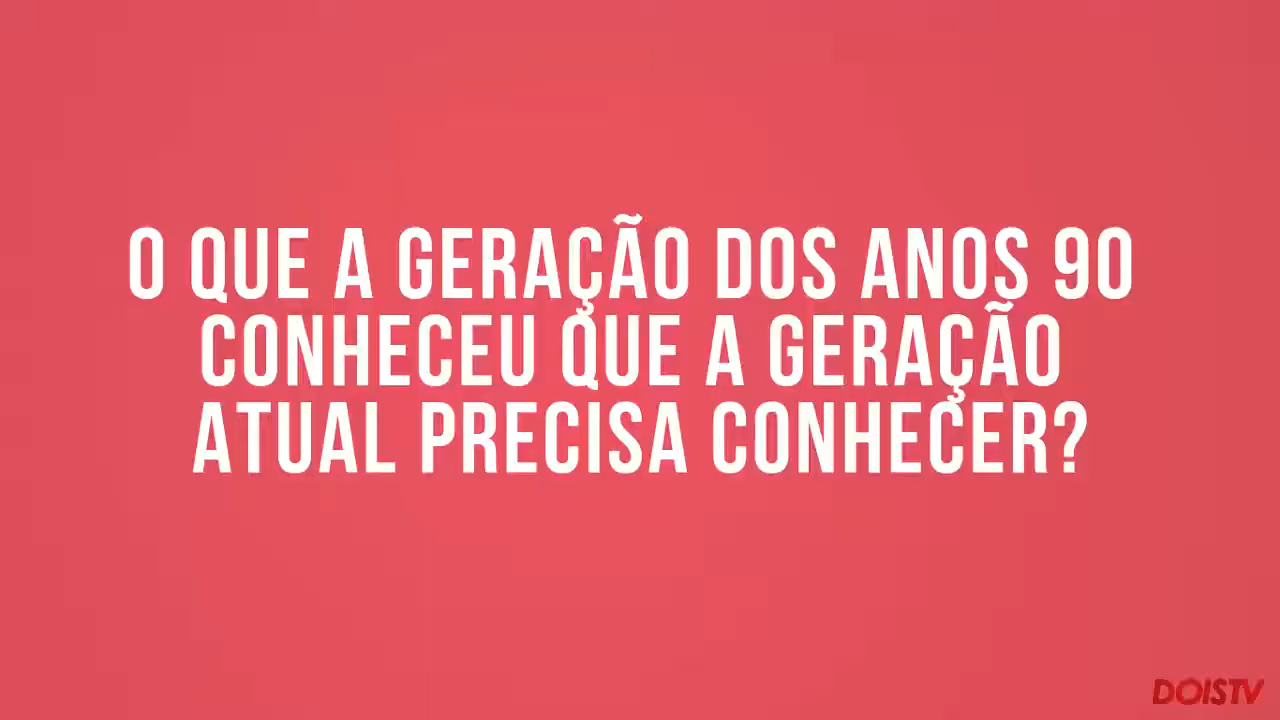 O QUE A GERAÇÃO DOS ANOS 90
CONHECEU QUE A GERAÇÃO
ATUAL PRECISA CONHECER?
DOISTV